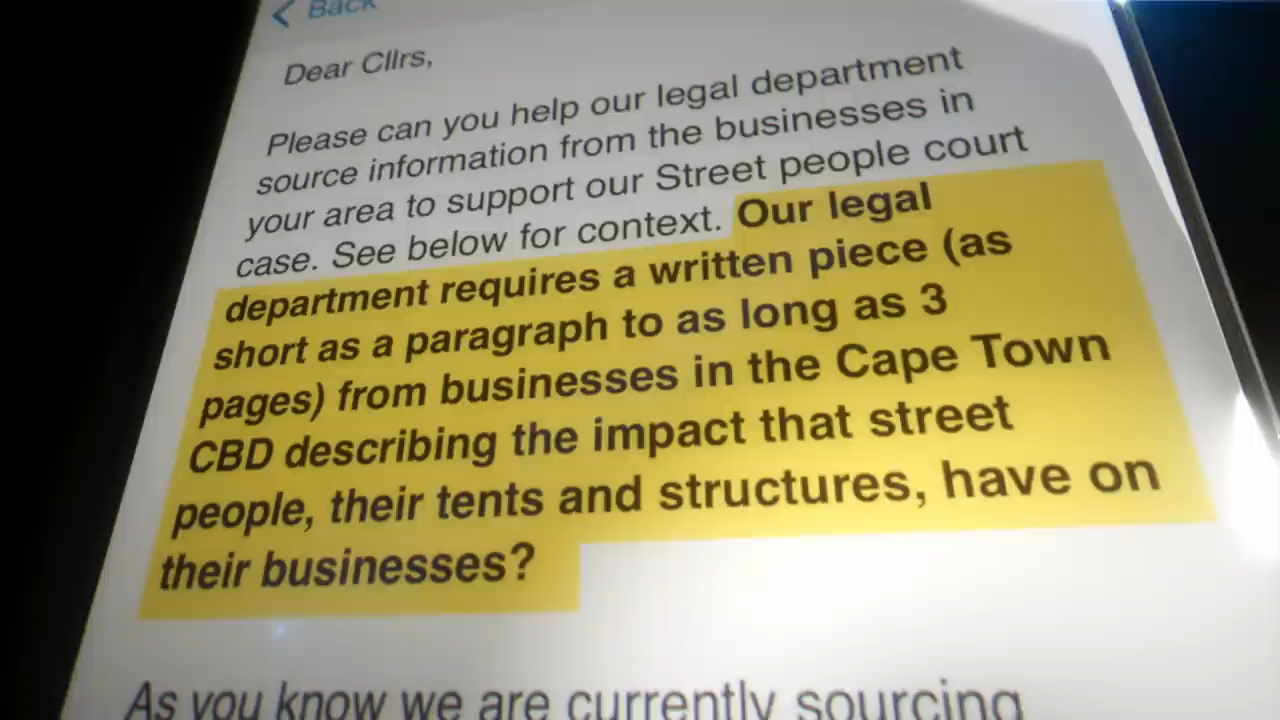 Back
Dear Cllrs,
Please can you help our legal department
source information from the businesses in
your area to support our Street people court
case. See below for context. Our legal
department requires a written piece (as
short as a paragraph to as long as 3
pages) from businesses in the Cape Town
CBD describing the impact that street
people, their tents and structures, have on
their businesses?
As you know we are currently sourcing